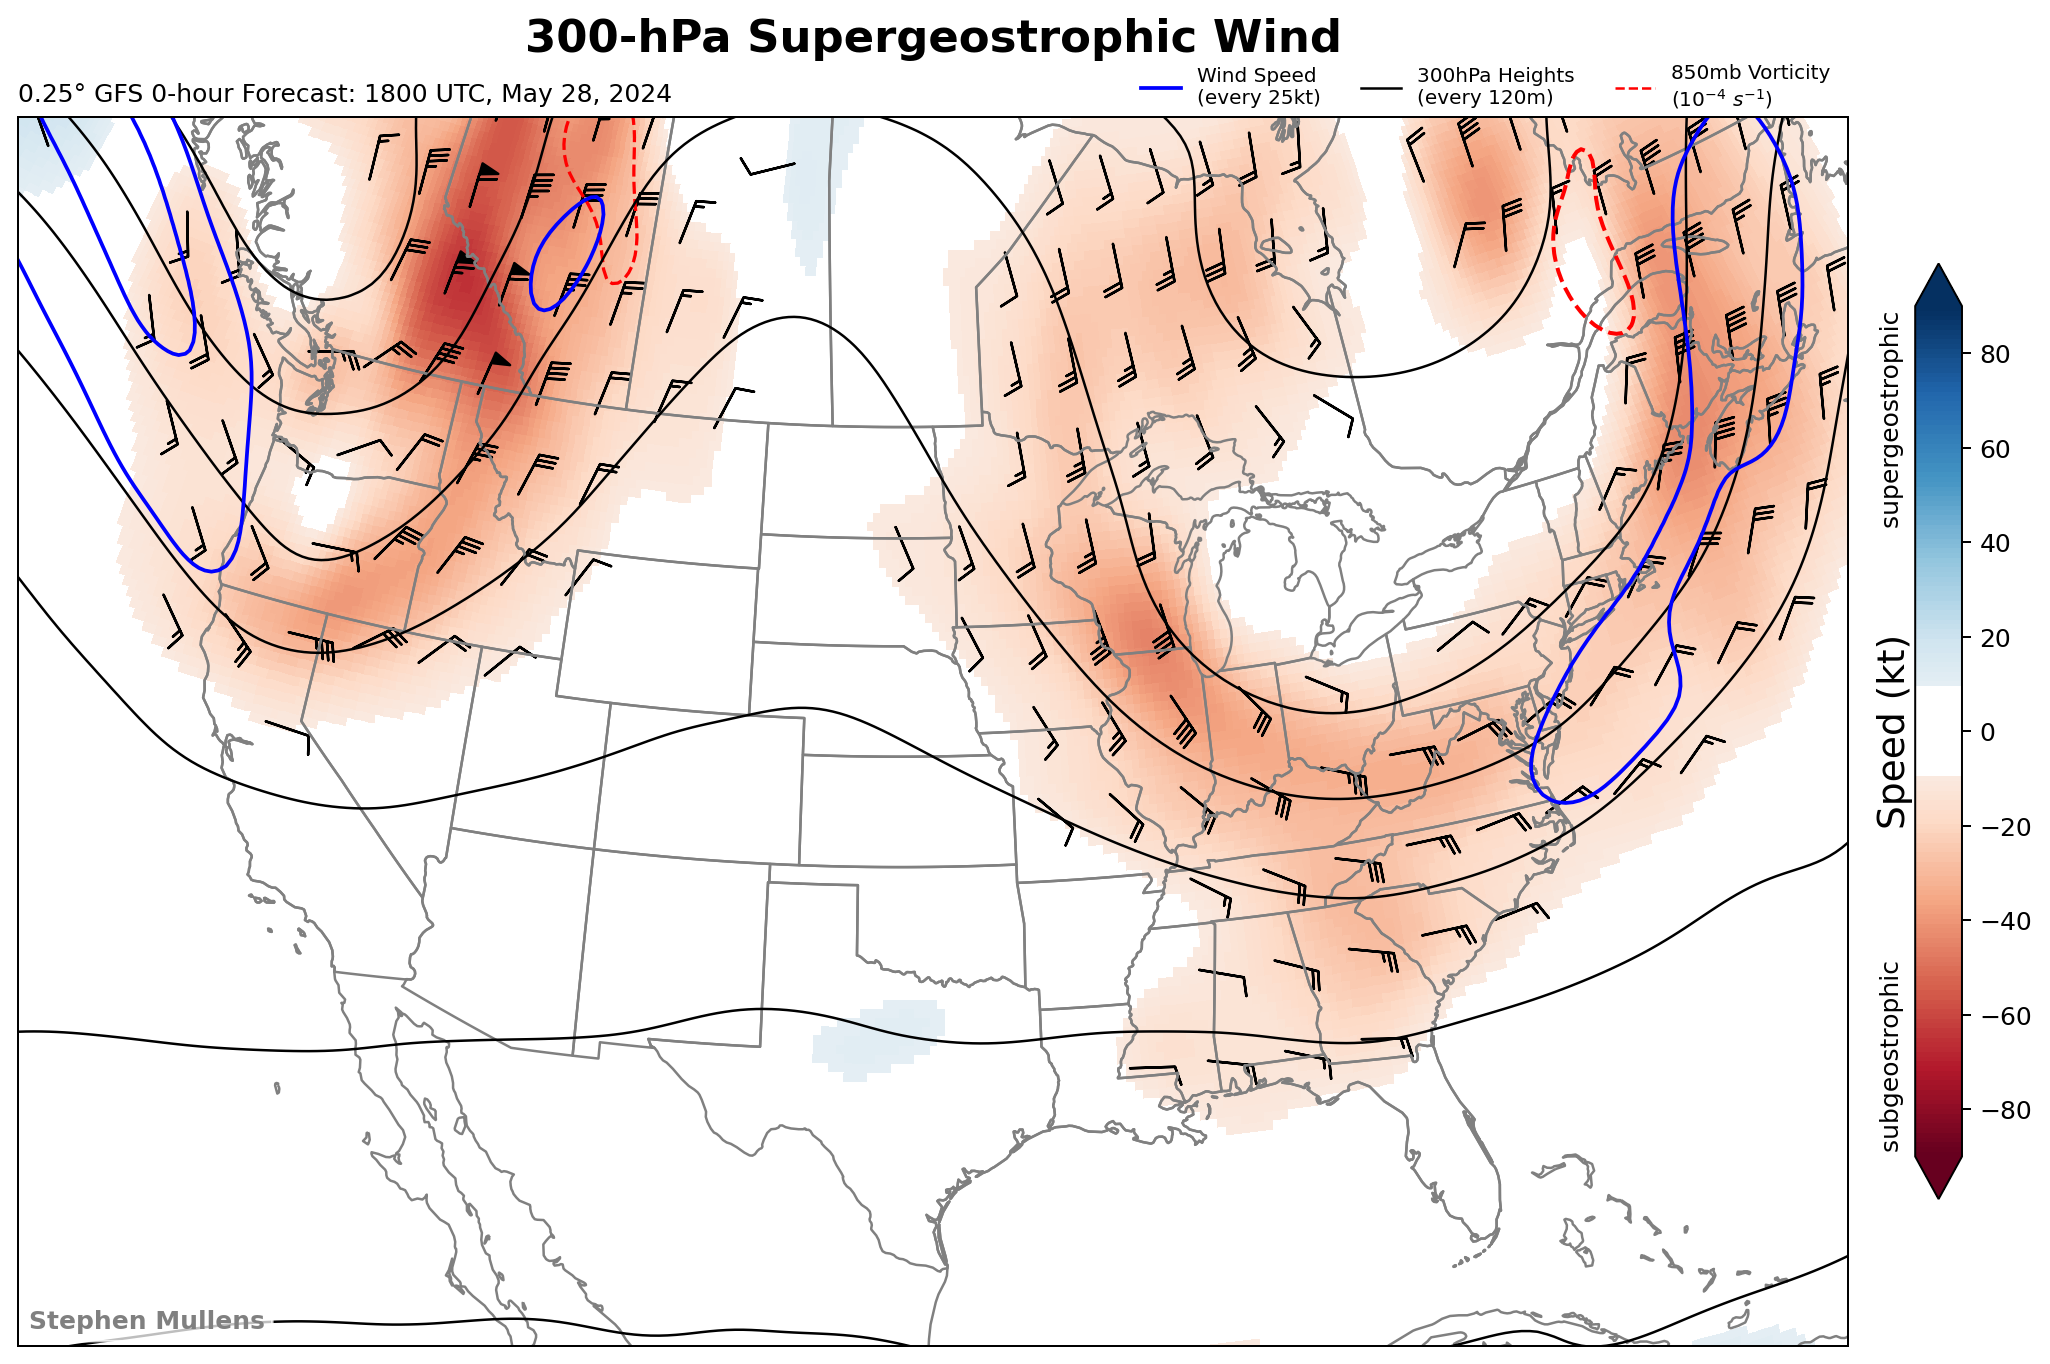 300-hPa Supergeostrophic Wind
0.25° GFS 0-hour Forecast: 1800 UTC, May 28, 2024
Wind Speed
(every 25kt)
300hPa Heights
(every 120m)
850mb Vorticity
(10⁻⁴ s⁻¹)
supergeostrophic
subgeostrophic
Speed (kt)
80
60
40
20
0
−20
−40
−60
−80
Stephen Mullens